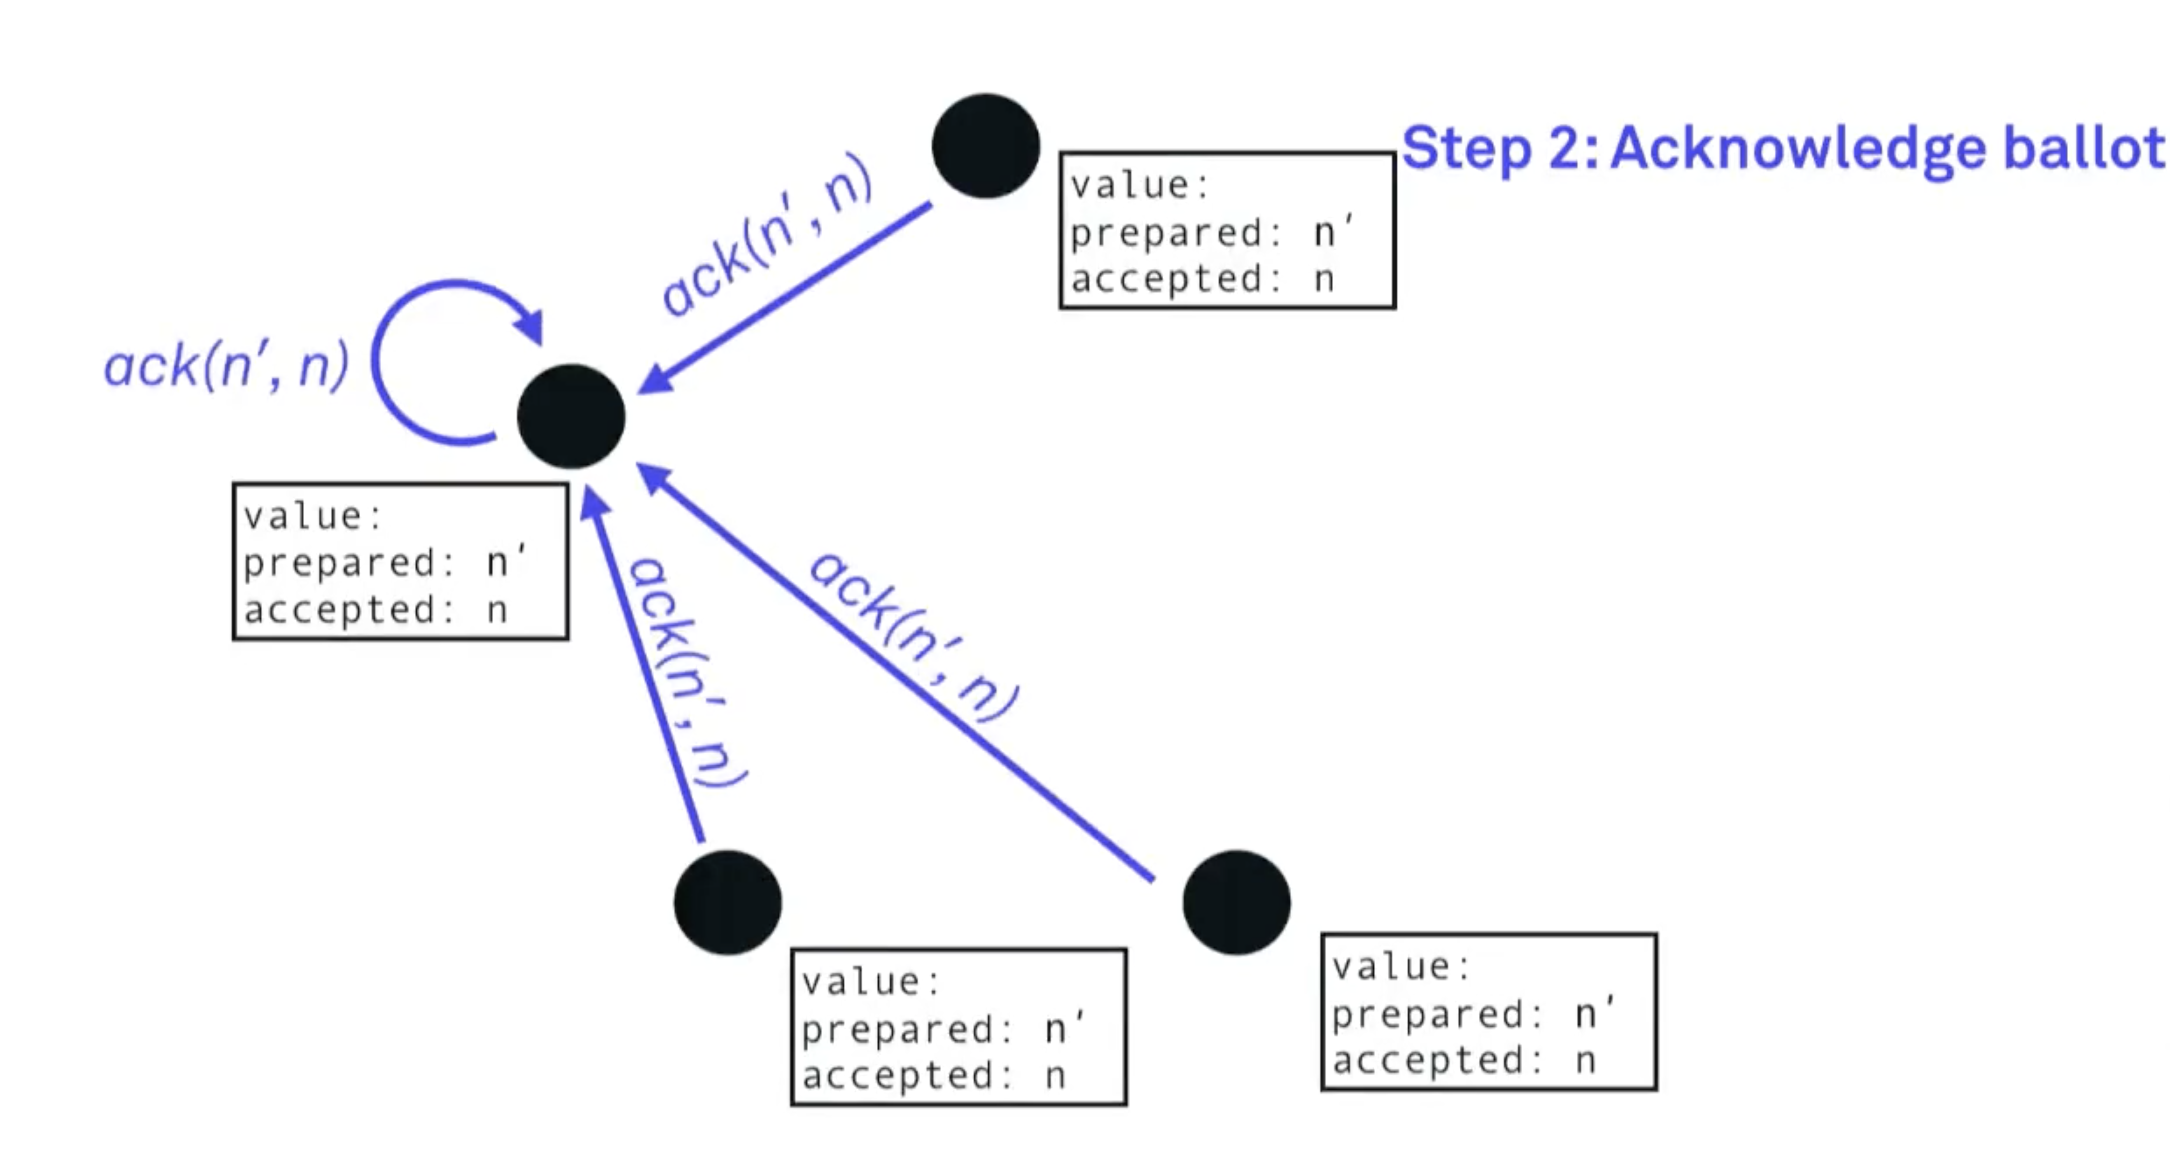 Step 2: Acknowledge ballot
ack(n′, n)
value:
prepared: n′
accepted: n
ack(n′, n)
value:
prepared: n′
accepted: n
ack(n′, n)
ack(n′, n)
value:
prepared: n′
accepted: n
value:
prepared: n′
accepted: n